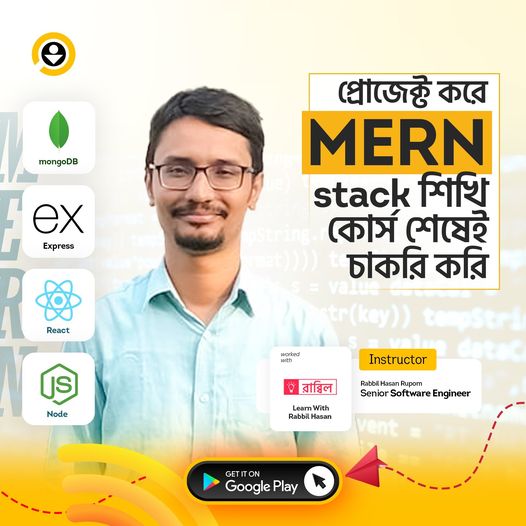 mongoDB
ex
Express
React
JS
Node
প্রোজেক্ট করে
MERN
stack শিখি
কোর্স শেষেই
চাকরি করি
worked
with
রাব্বিল
Learn With
Rabbil Hasan
Instructor
Rabbil Hasan Rupom
Senior Software Engineer
GET IT ON
Google Play